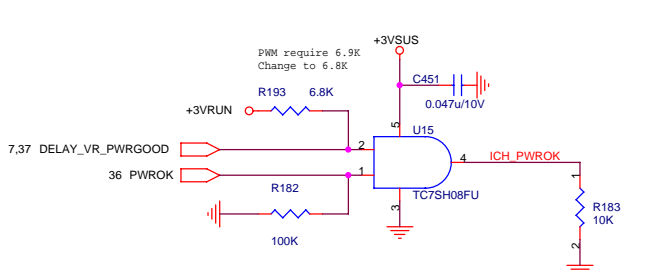 +3VSUS
PWM require 6.9K
Change to 6.8K
C451
R193 6.8K
0.047u/10V
+3VRUN
5
U15
7,37 DELAY_VR_PWRGOOD
2
4
ICH_PWROK
36 PWROK
1
1
R182
TC7SH08FU
3
R183
10K
100K
2